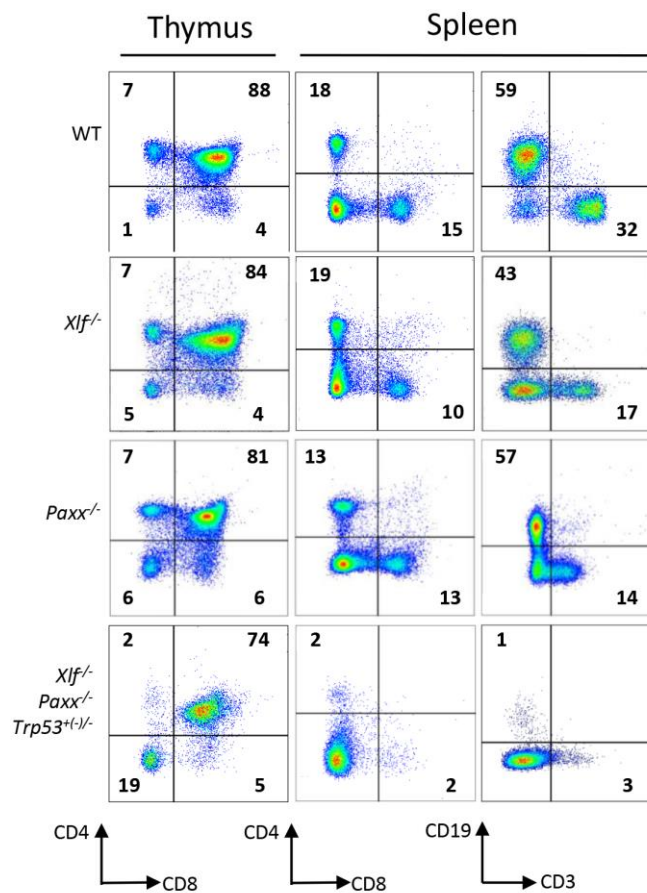 Thymus Spleen
WT
7 88
1 4
18
15
59
32
Xlf-/-
7 84
5 4
19
10
43
17
Paxx-/-
7 81
6 6
13
13
57
14
Xlf-/-
Paxx-/-
Trp53+(-)/-
2 74
19 5
2
2
1
3
CD4 CD8
CD4 CD8
CD19 CD3